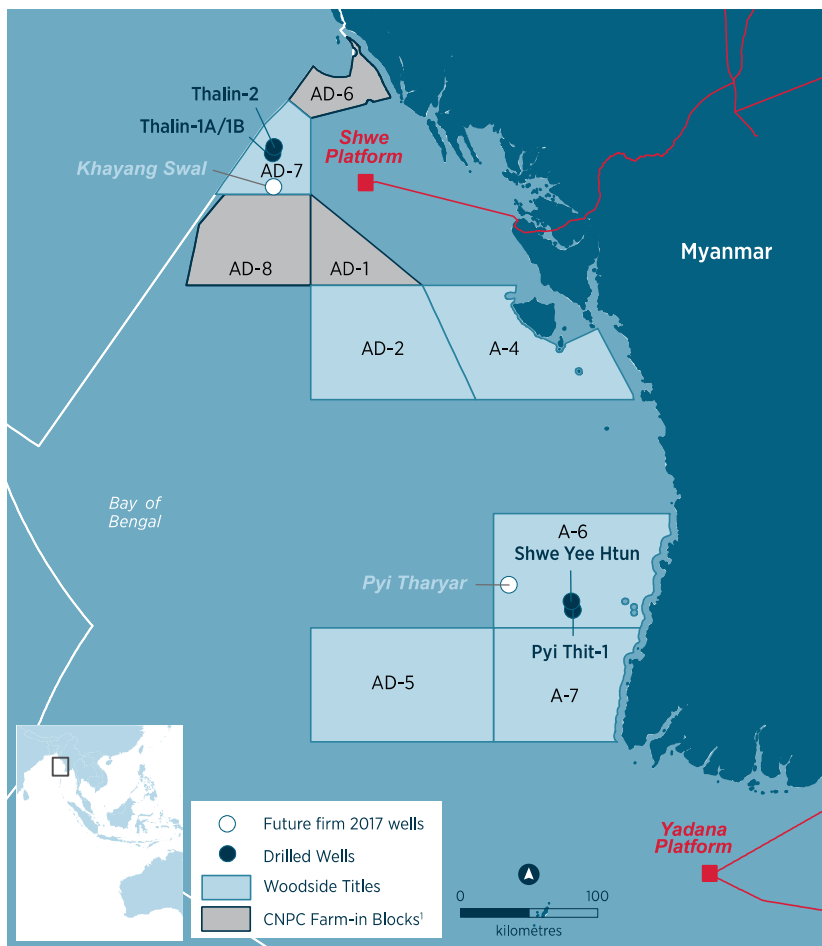 AD-6
Thalin-2
Thalin-1A/1B
Shwe
Platform
Khayang Swal
AD-7
Myanmar
AD-8
AD-1
AD-2
A-4
Bay of
Bengal
A-6
Shwe Yee Htun
Pyi Tharyar
Pyi Thit-1
AD-5
A-7
Future firm 2017 wells
Drilled Wells
Woodside Titles
CNPC Farm-in Blocks¹
0
100
kilometres
Yadana
Platform